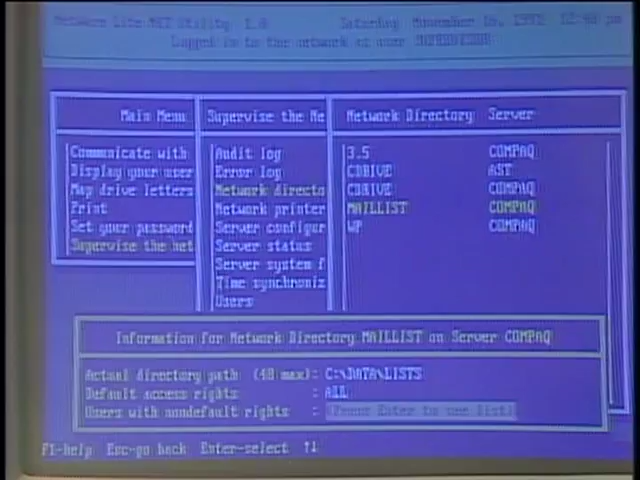 NetWare Lite NET Utility 1.0 Saturday November 1992 pm
Logged in to the network as user SUPERVISOR
Main Menu
Communicate with
Display your user
Map drive letters
Print
Set your password
Supervise the net
Supervise the Ne
Audit log
Error log
Network directo
Network printer
Server configur
Server status
Server system f
Time synchroniz
Users
Network Directory Server
3.5 COMPAQ
CDRIVE AST
CDRIVE COMPAQ
MAILLIST COMPAQ
WP COMPAQ
Information for Network Directory MAILLIST on Server COMPAQ
Actual directory path (48 max): C:\DATA\LISTS
Default access rights : ALL
Users with nondefault rights : (Press Enter to see list)
F1-help Esc-go back Enter-select ↑↓